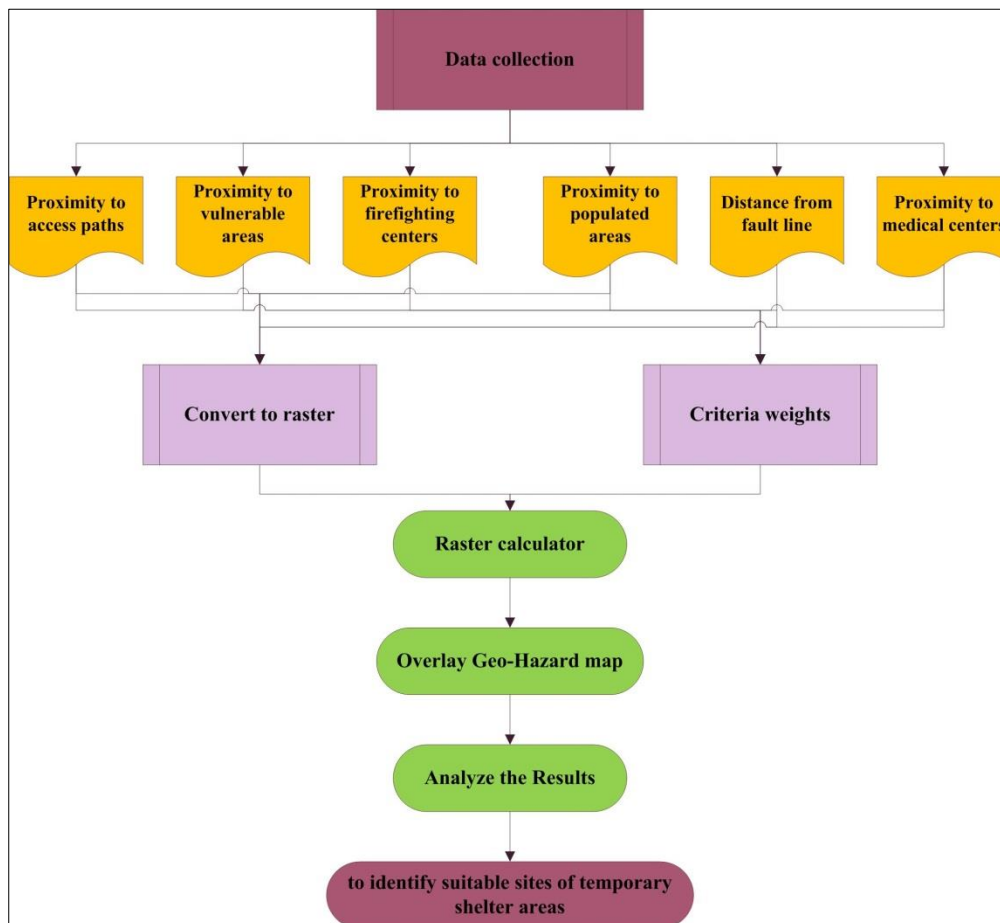 Data collection
Proximity to
access paths
Proximity to
vulnerable
areas
Proximity to
firefighting
centers
Proximity to
populated
areas
Distance from
fault line
Proximity to
medical centers
Convert to raster
Criteria weights
Raster calculator
Overlay Geo-Hazard map
Analyze the Results
to identify suitable sites of temporary
shelter areas